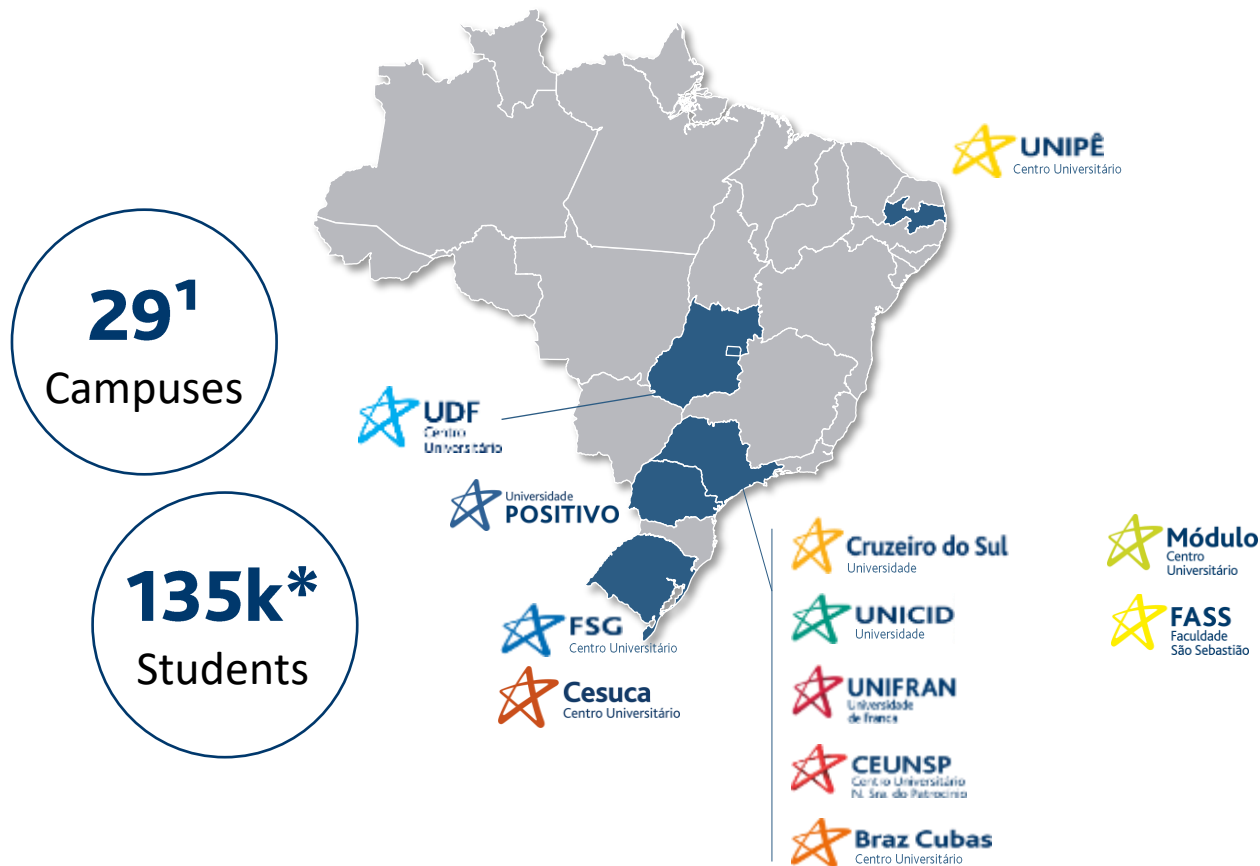 UNIPÊ
Centro Universitário
29¹
Campuses
UDF
Centro
Universitário
Universidade
POSITIVO
135k*
Students
FSG
Centro Universitário
Cesuca
Centro Universitário
Cruzeiro do Sul
Universidade
UNICID
Universidade
UNIFRAN
Universidade
de Franca
CEUNSP
Centro Universitário
N. Sra. do Patrocínio
Braz Cubas
Centro Universitário
Módulo
Centro
Universitário
FASS
Faculdade
São Sebastião